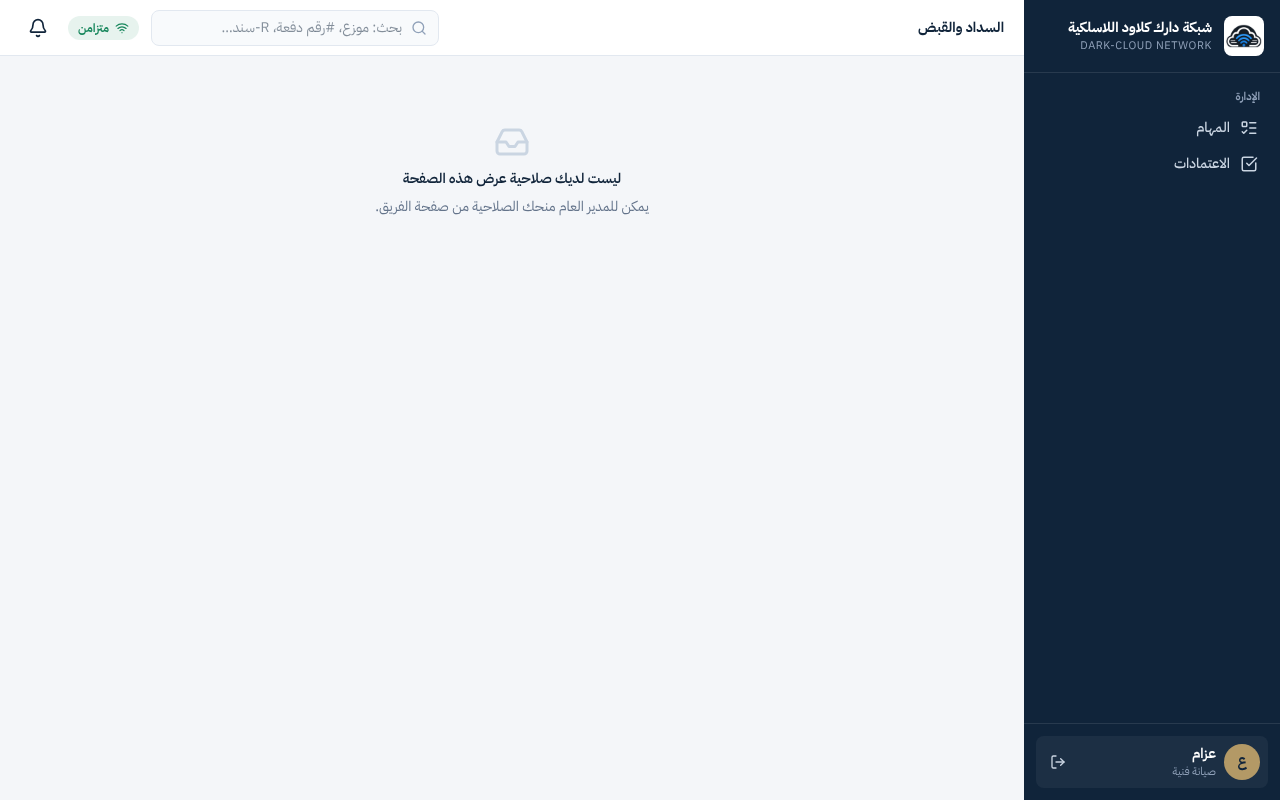 شبكة دارك كلاود اللاسلكية
DARK-CLOUD NETWORK
الإدارة
المهام
الاعتمادات
السداد والقبض
بحث: موزع، #رقم دفعة، R-سند...
متزامن
ليست لديك صلاحية عرض هذه الصفحة
يمكن للمدير العام منحك الصلاحية من صفحة الفريق.
ع
عزام
صيانة فنية